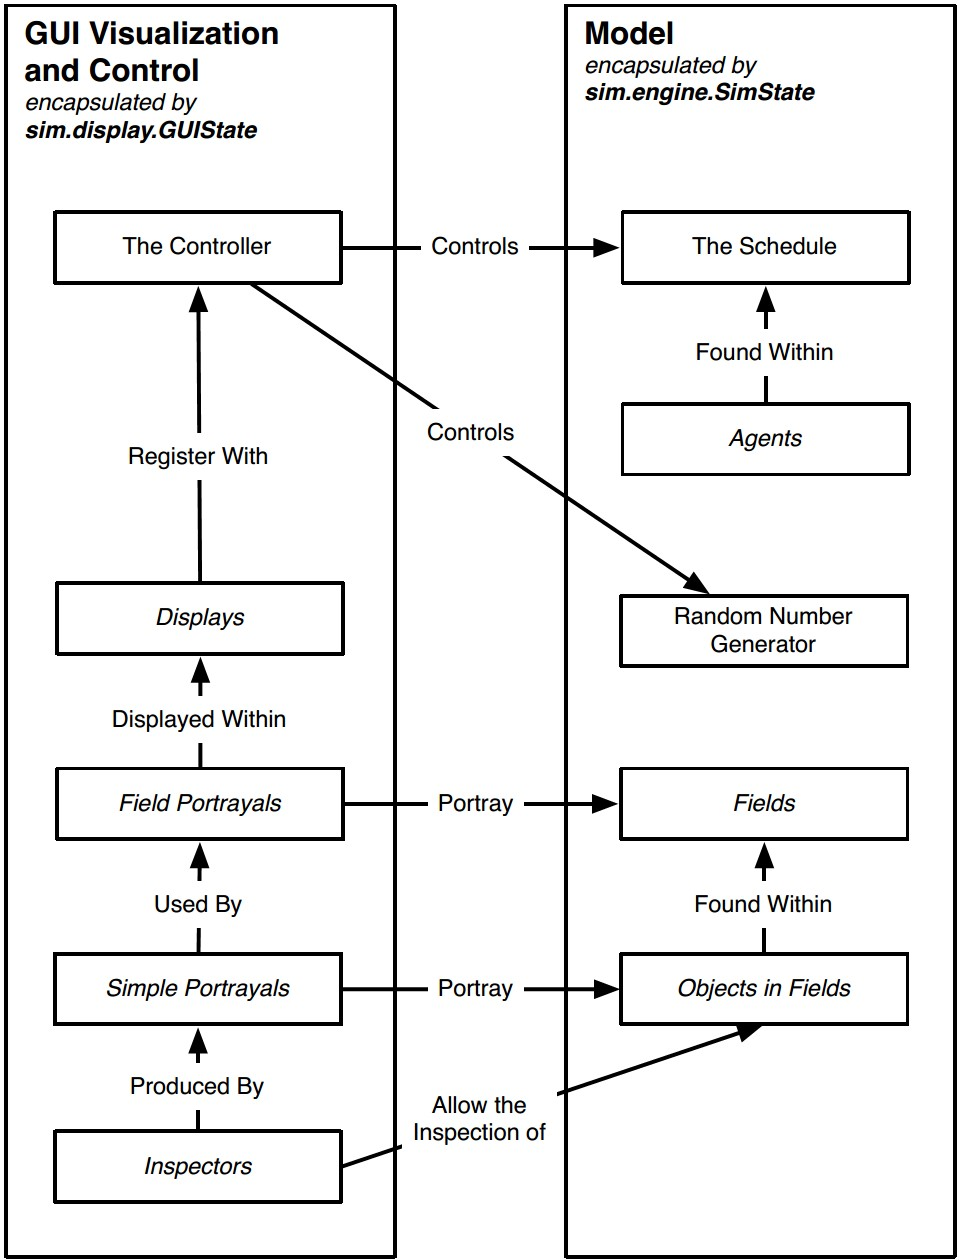 GUI Visualization
and Control
encapsulated by
sim.display.GUIState
Model
encapsulated by
sim.engine.SimState
The Controller
Controls
The Schedule
Found Within
Agents
Controls
Register With
Displays
Random Number
Generator
Displayed Within
Field Portrayals
Portray
Fields
Used By
Found Within
Simple Portrayals
Portray
Objects in Fields
Produced By
Allow the
Inspection of
Inspectors